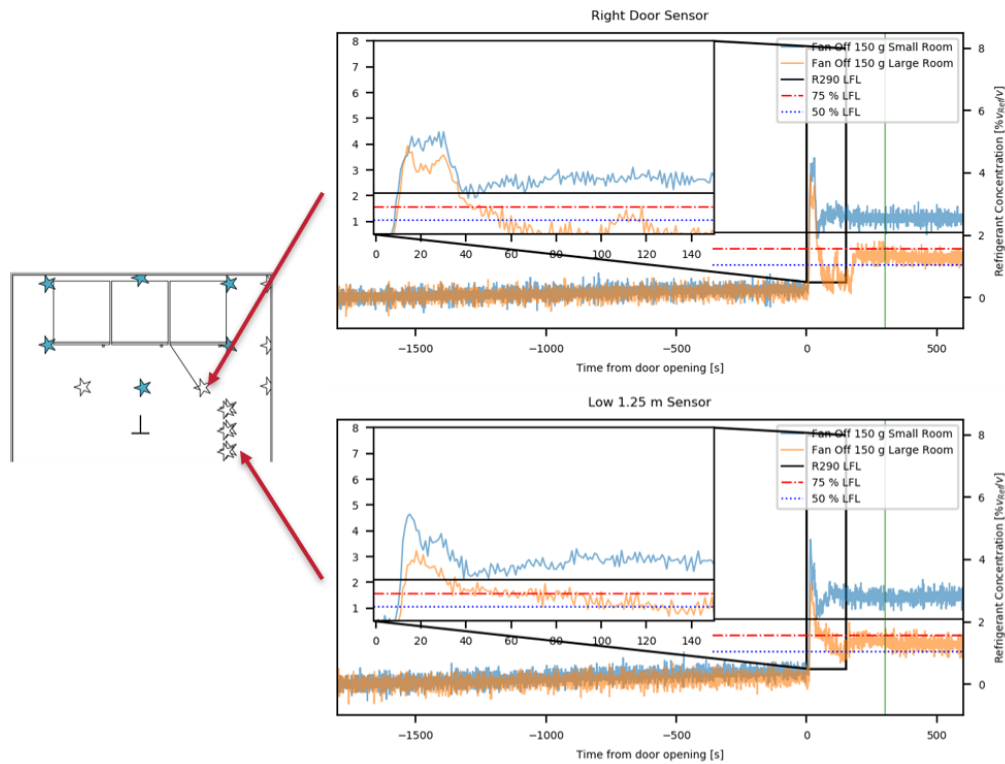 Right Door Sensor
8
7
6
5
4
3
2
1
0 20 40 60 80 100 120 140
Fan Off 150 g Small Room
Fan Off 150 g Large Room
R290 LFL
75 % LFL
50 % LFL
8
6
4
2
0
Refrigerant Concentration [%v_Ref/V]
−1500 −1000 −500 0 500
Time from door opening [s]
Low 1.25 m Sensor
8
7
6
5
4
3
2
1
0 20 40 60 80 100 120 140
Fan Off 150 g Small Room
Fan Off 150 g Large Room
R290 LFL
75 % LFL
50 % LFL
8
6
4
2
0
Refrigerant Concentration [%v_Ref/V]
−1500 −1000 −500 0 500
Time from door opening [s]